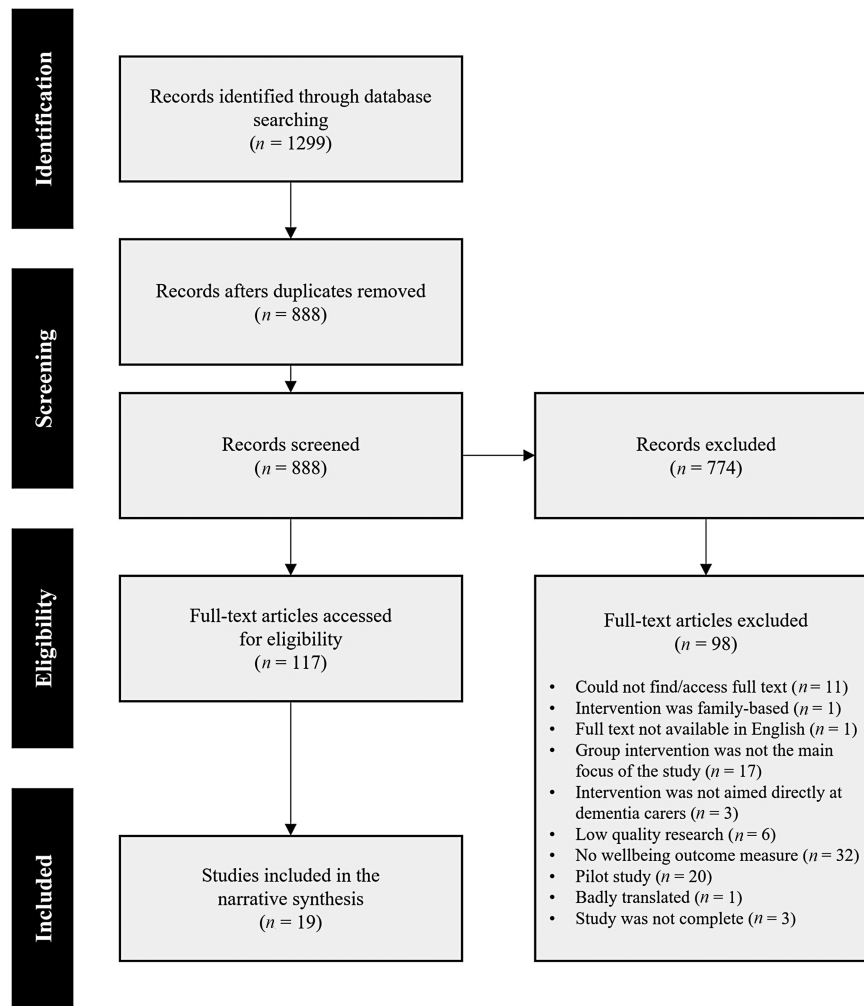 Identification
Records identified through database
searching
(n = 1299)
Records afters duplicates removed
(n = 888)
Screening
Records screened
(n = 888)
Records excluded
(n = 774)
Eligibility
Full-text articles accessed
for eligibility
(n = 117)
Full-text articles excluded
(n = 98)
• Could not find/access full text (n = 11)
• Intervention was family-based (n = 1)
• Full text not available in English (n = 1)
• Group intervention was not the main
focus of the study (n = 17)
• Intervention was not aimed directly at
dementia carers (n = 3)
• Low quality research (n = 6)
• No wellbeing outcome measure (n = 32)
• Pilot study (n = 20)
• Badly translated (n = 1)
• Study was not complete (n = 3)
Included
Studies included in the
narrative synthesis
(n = 19)